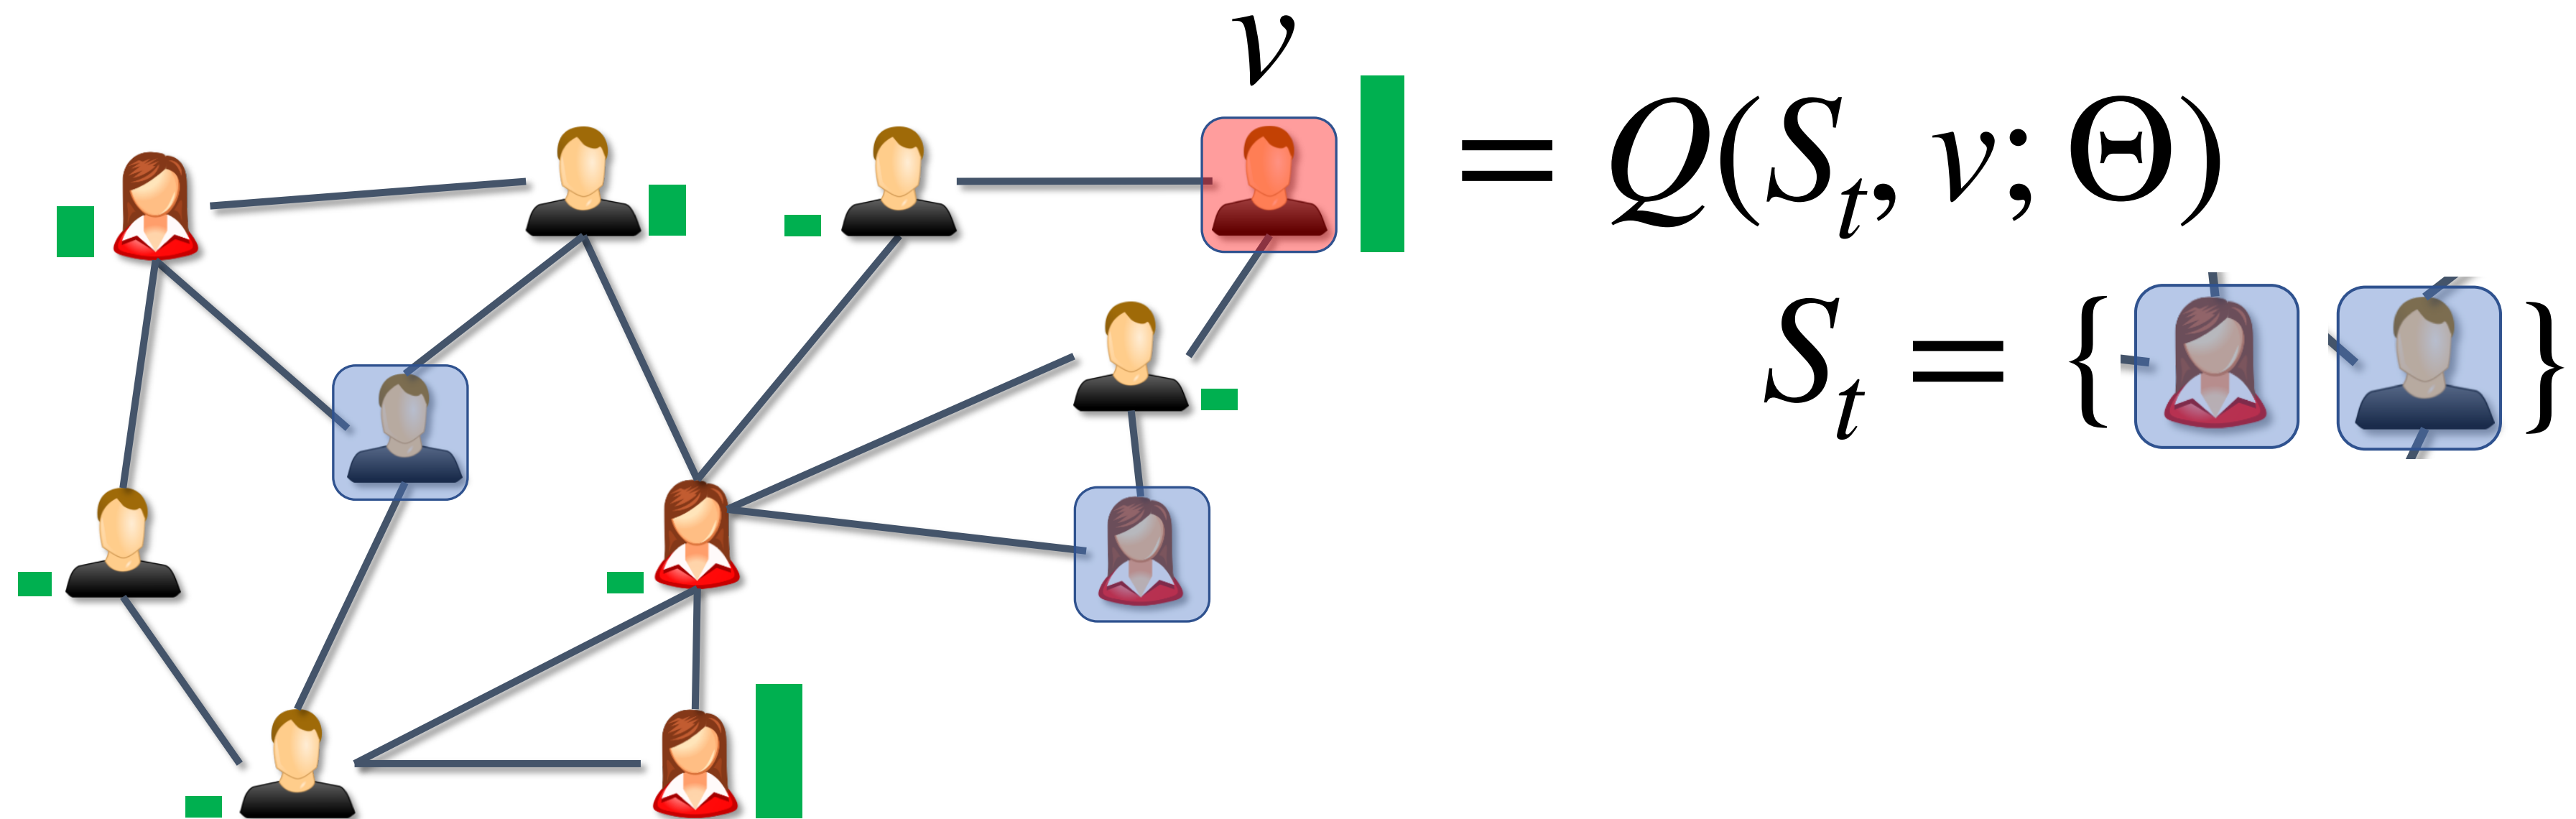 v
= Q(S_t, v; Θ)
S_t = { }